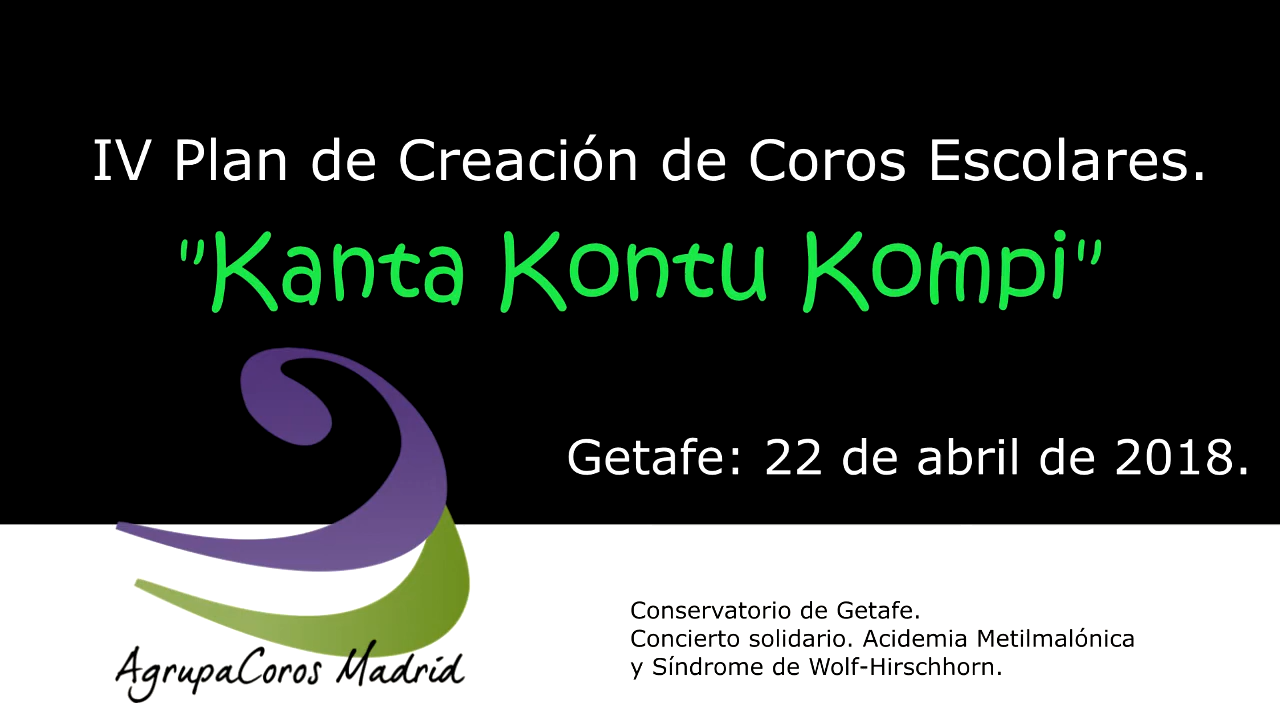 IV Plan de Creación de Coros Escolares.
"Kanta Kontu Kompi"
Getafe: 22 de abril de 2018.
AgrupaCoros Madrid
Conservatorio de Getafe.
Concierto solidario. Acidemia Metilmalónica
y Síndrome de Wolf-Hirschhorn.